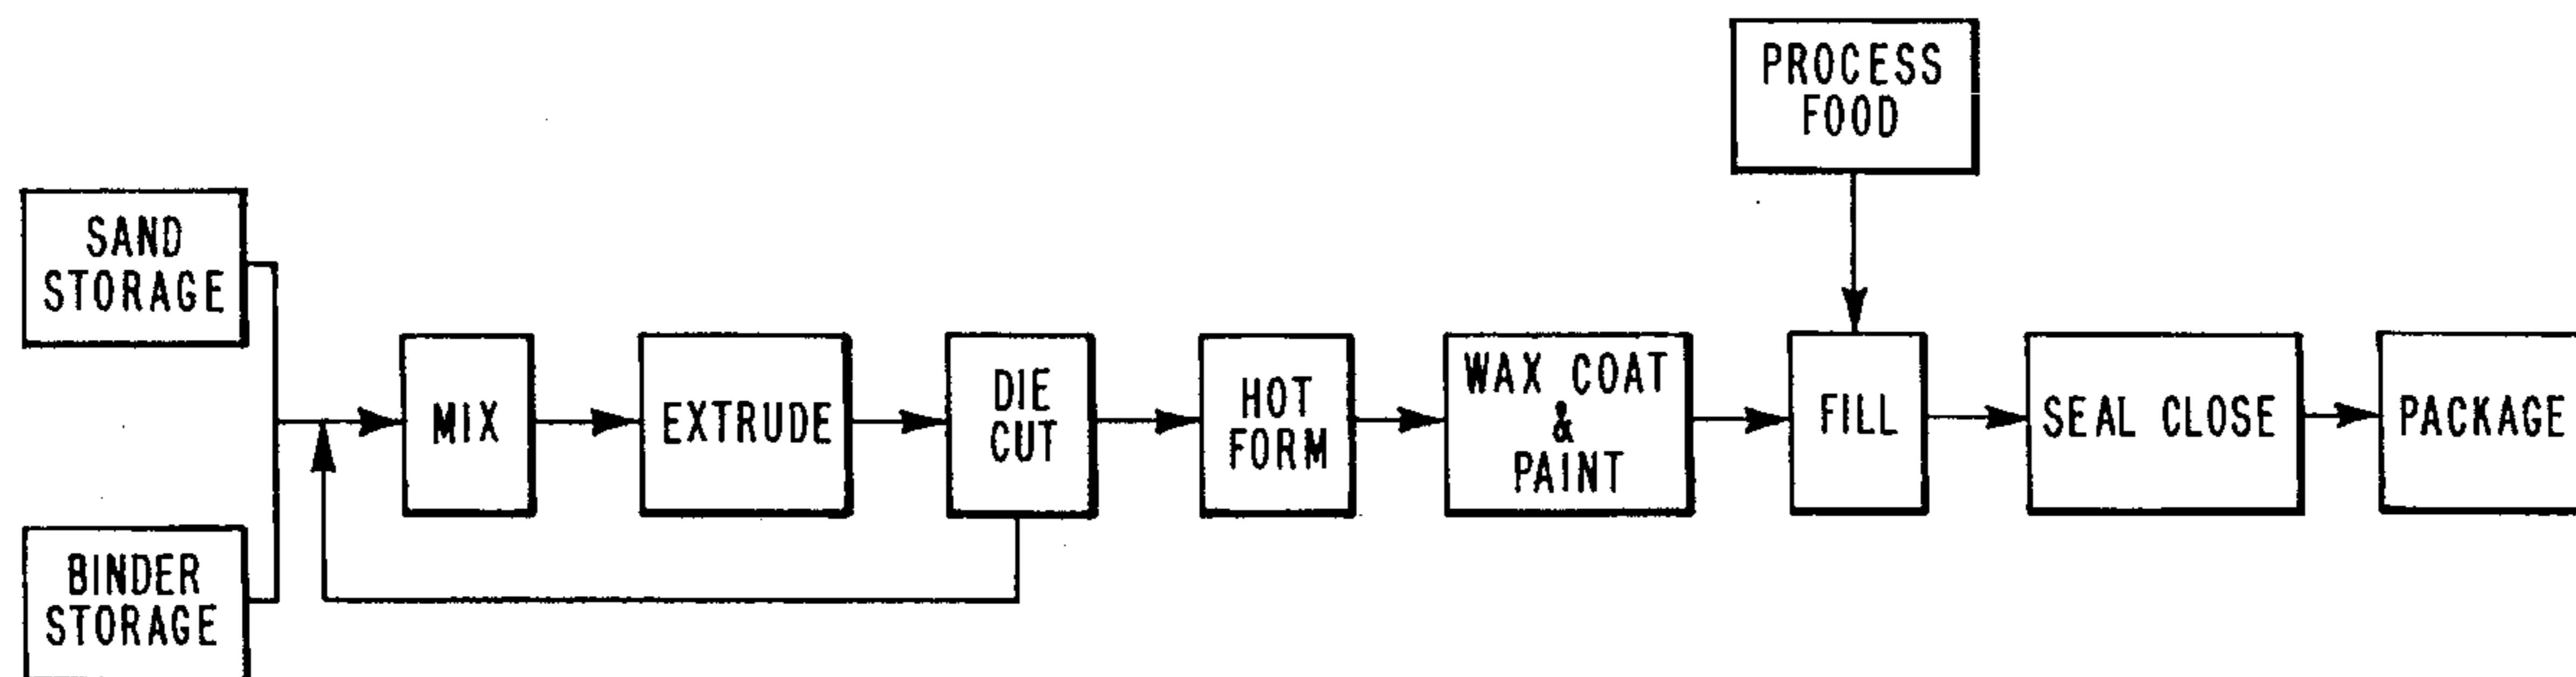 PROCESS
FOOD
SAND
STORAGE
BINDER
STORAGE
MIX
EXTRUDE
DIE
CUT
HOT
FORM
WAX COAT
&
PAINT
FILL
SEAL CLOSE
PACKAGE